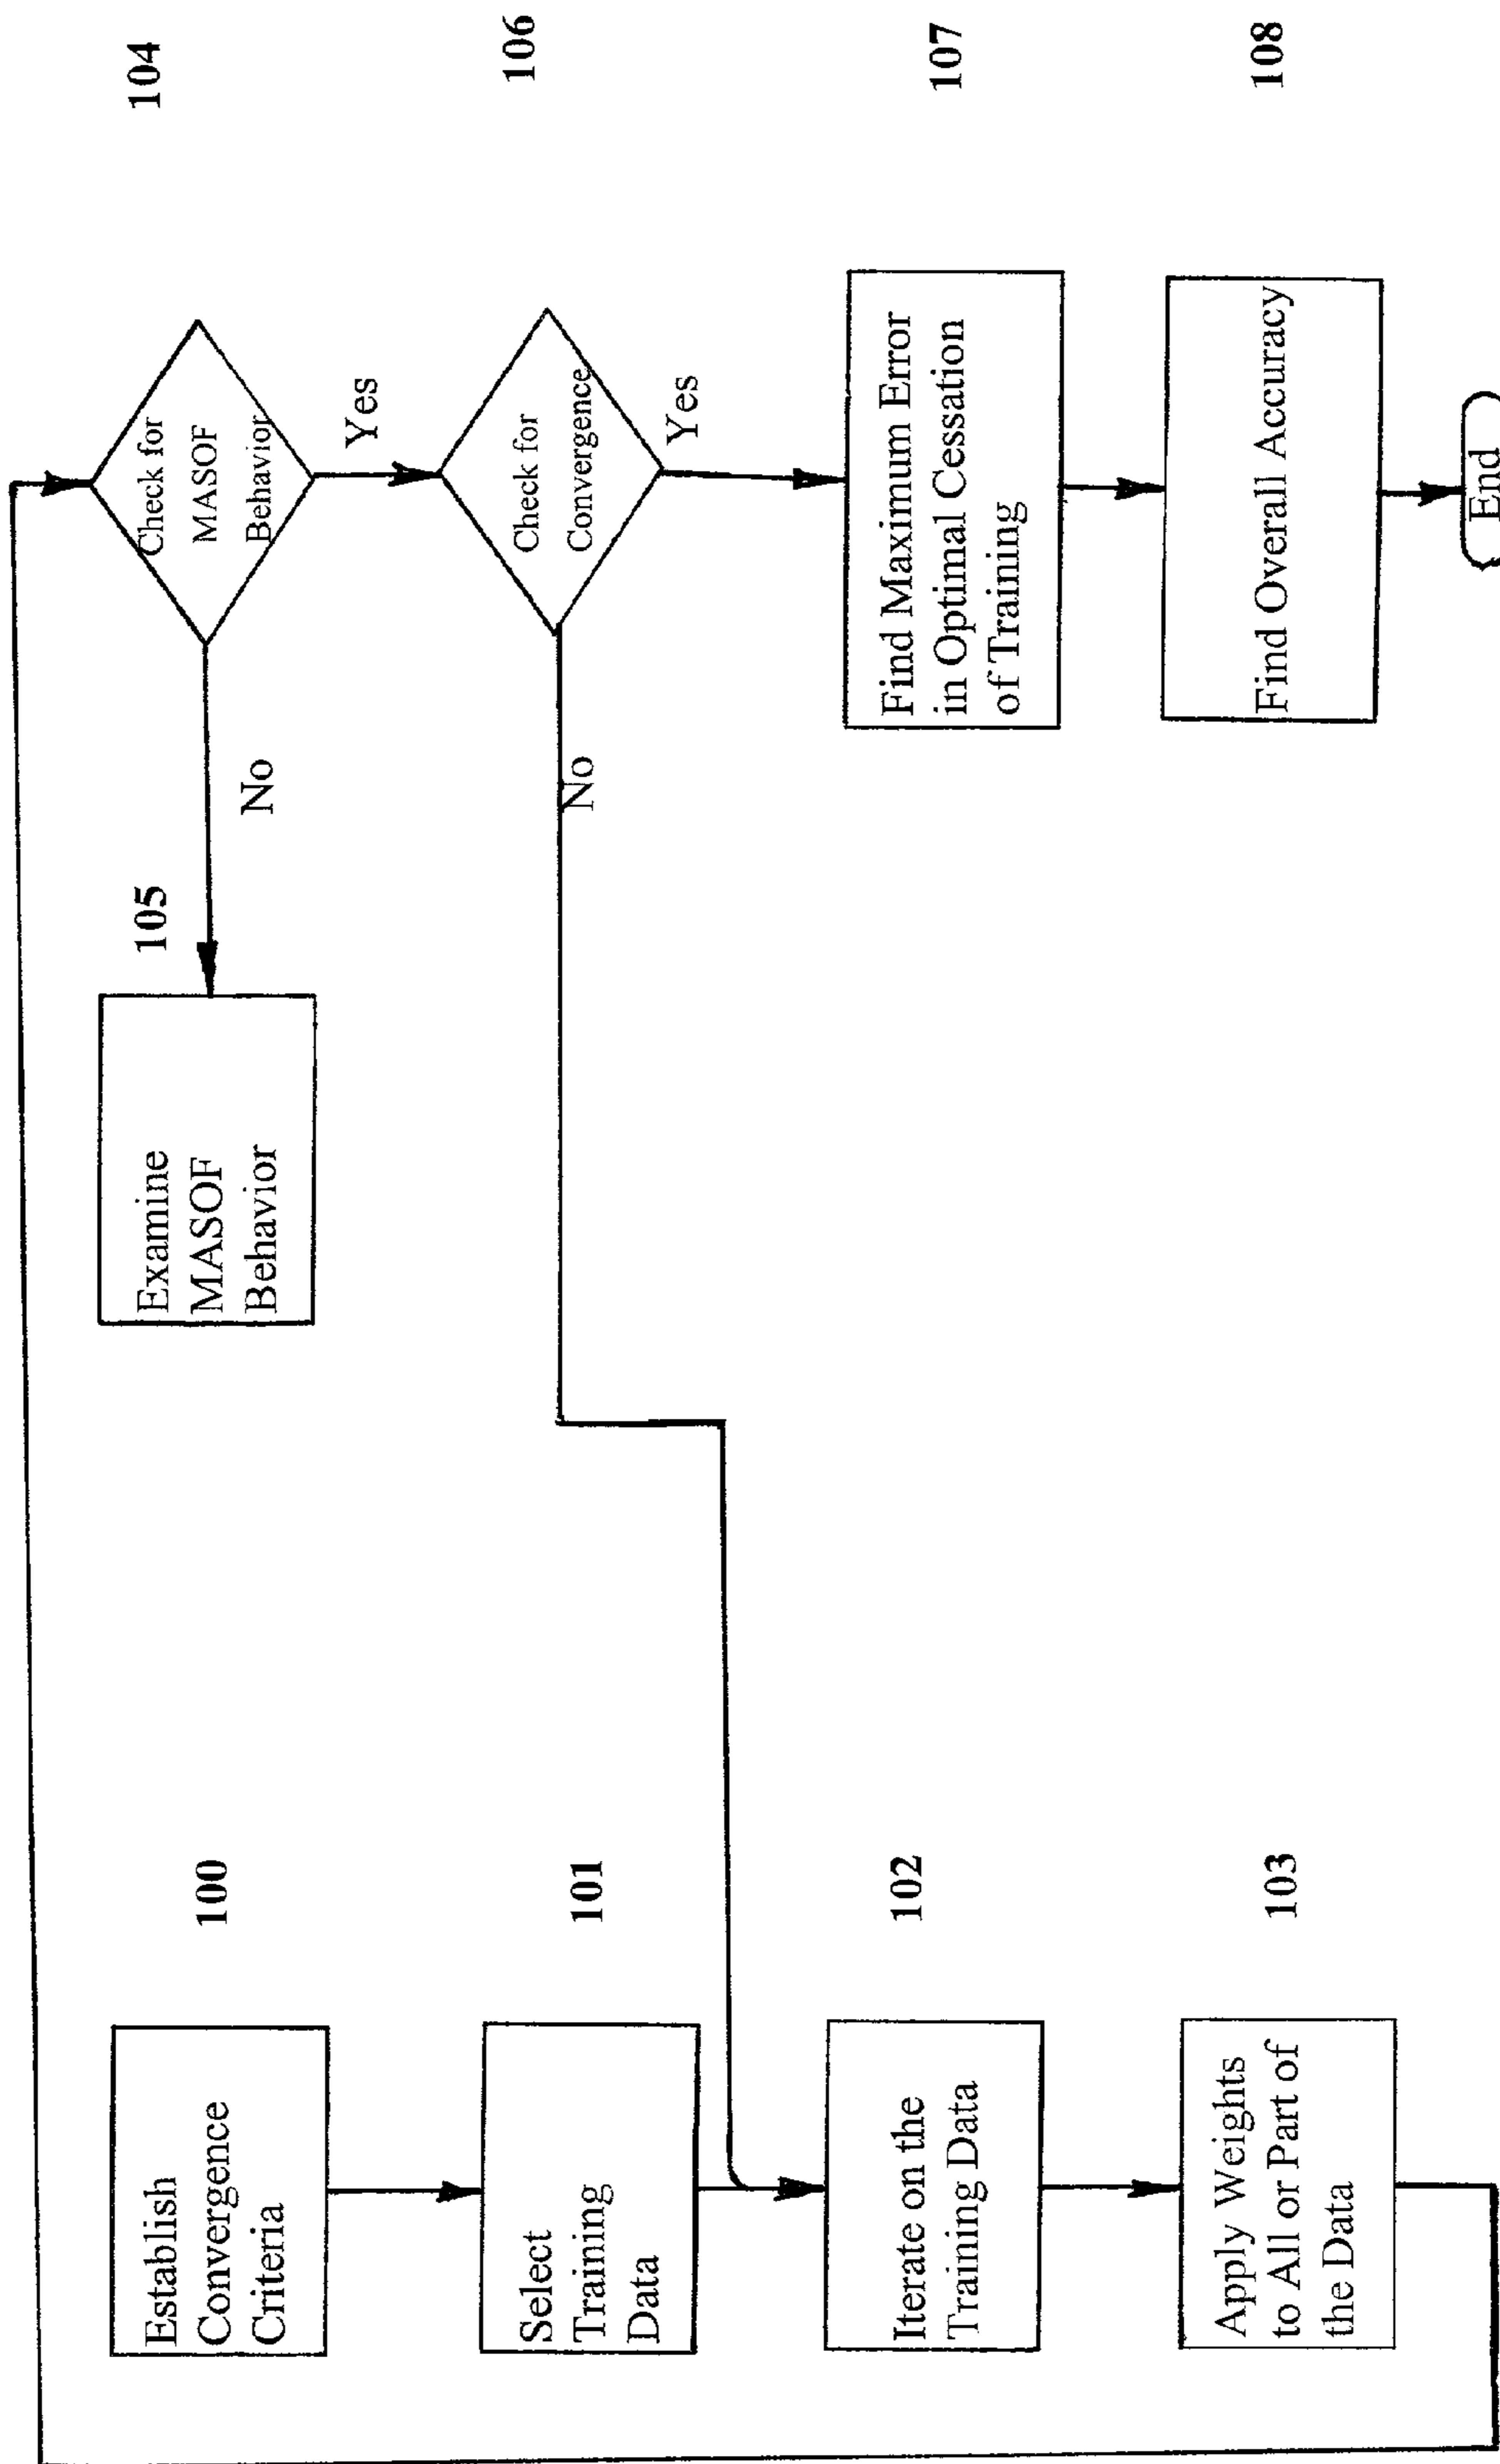 100
Establish
Convergence
Criteria
101
Select
Training
Data
102
Iterate on the
Training Data
103
Apply Weights
to All or Part of
the Data
104
Check for
MASOF
Behavior
Yes
No
105
Examine
MASOF
Behavior
106
Check for
Convergence
Yes
No
107
Find Maximum Error
in Optimal Cessation
of Training
108
Find Overall Accuracy
End